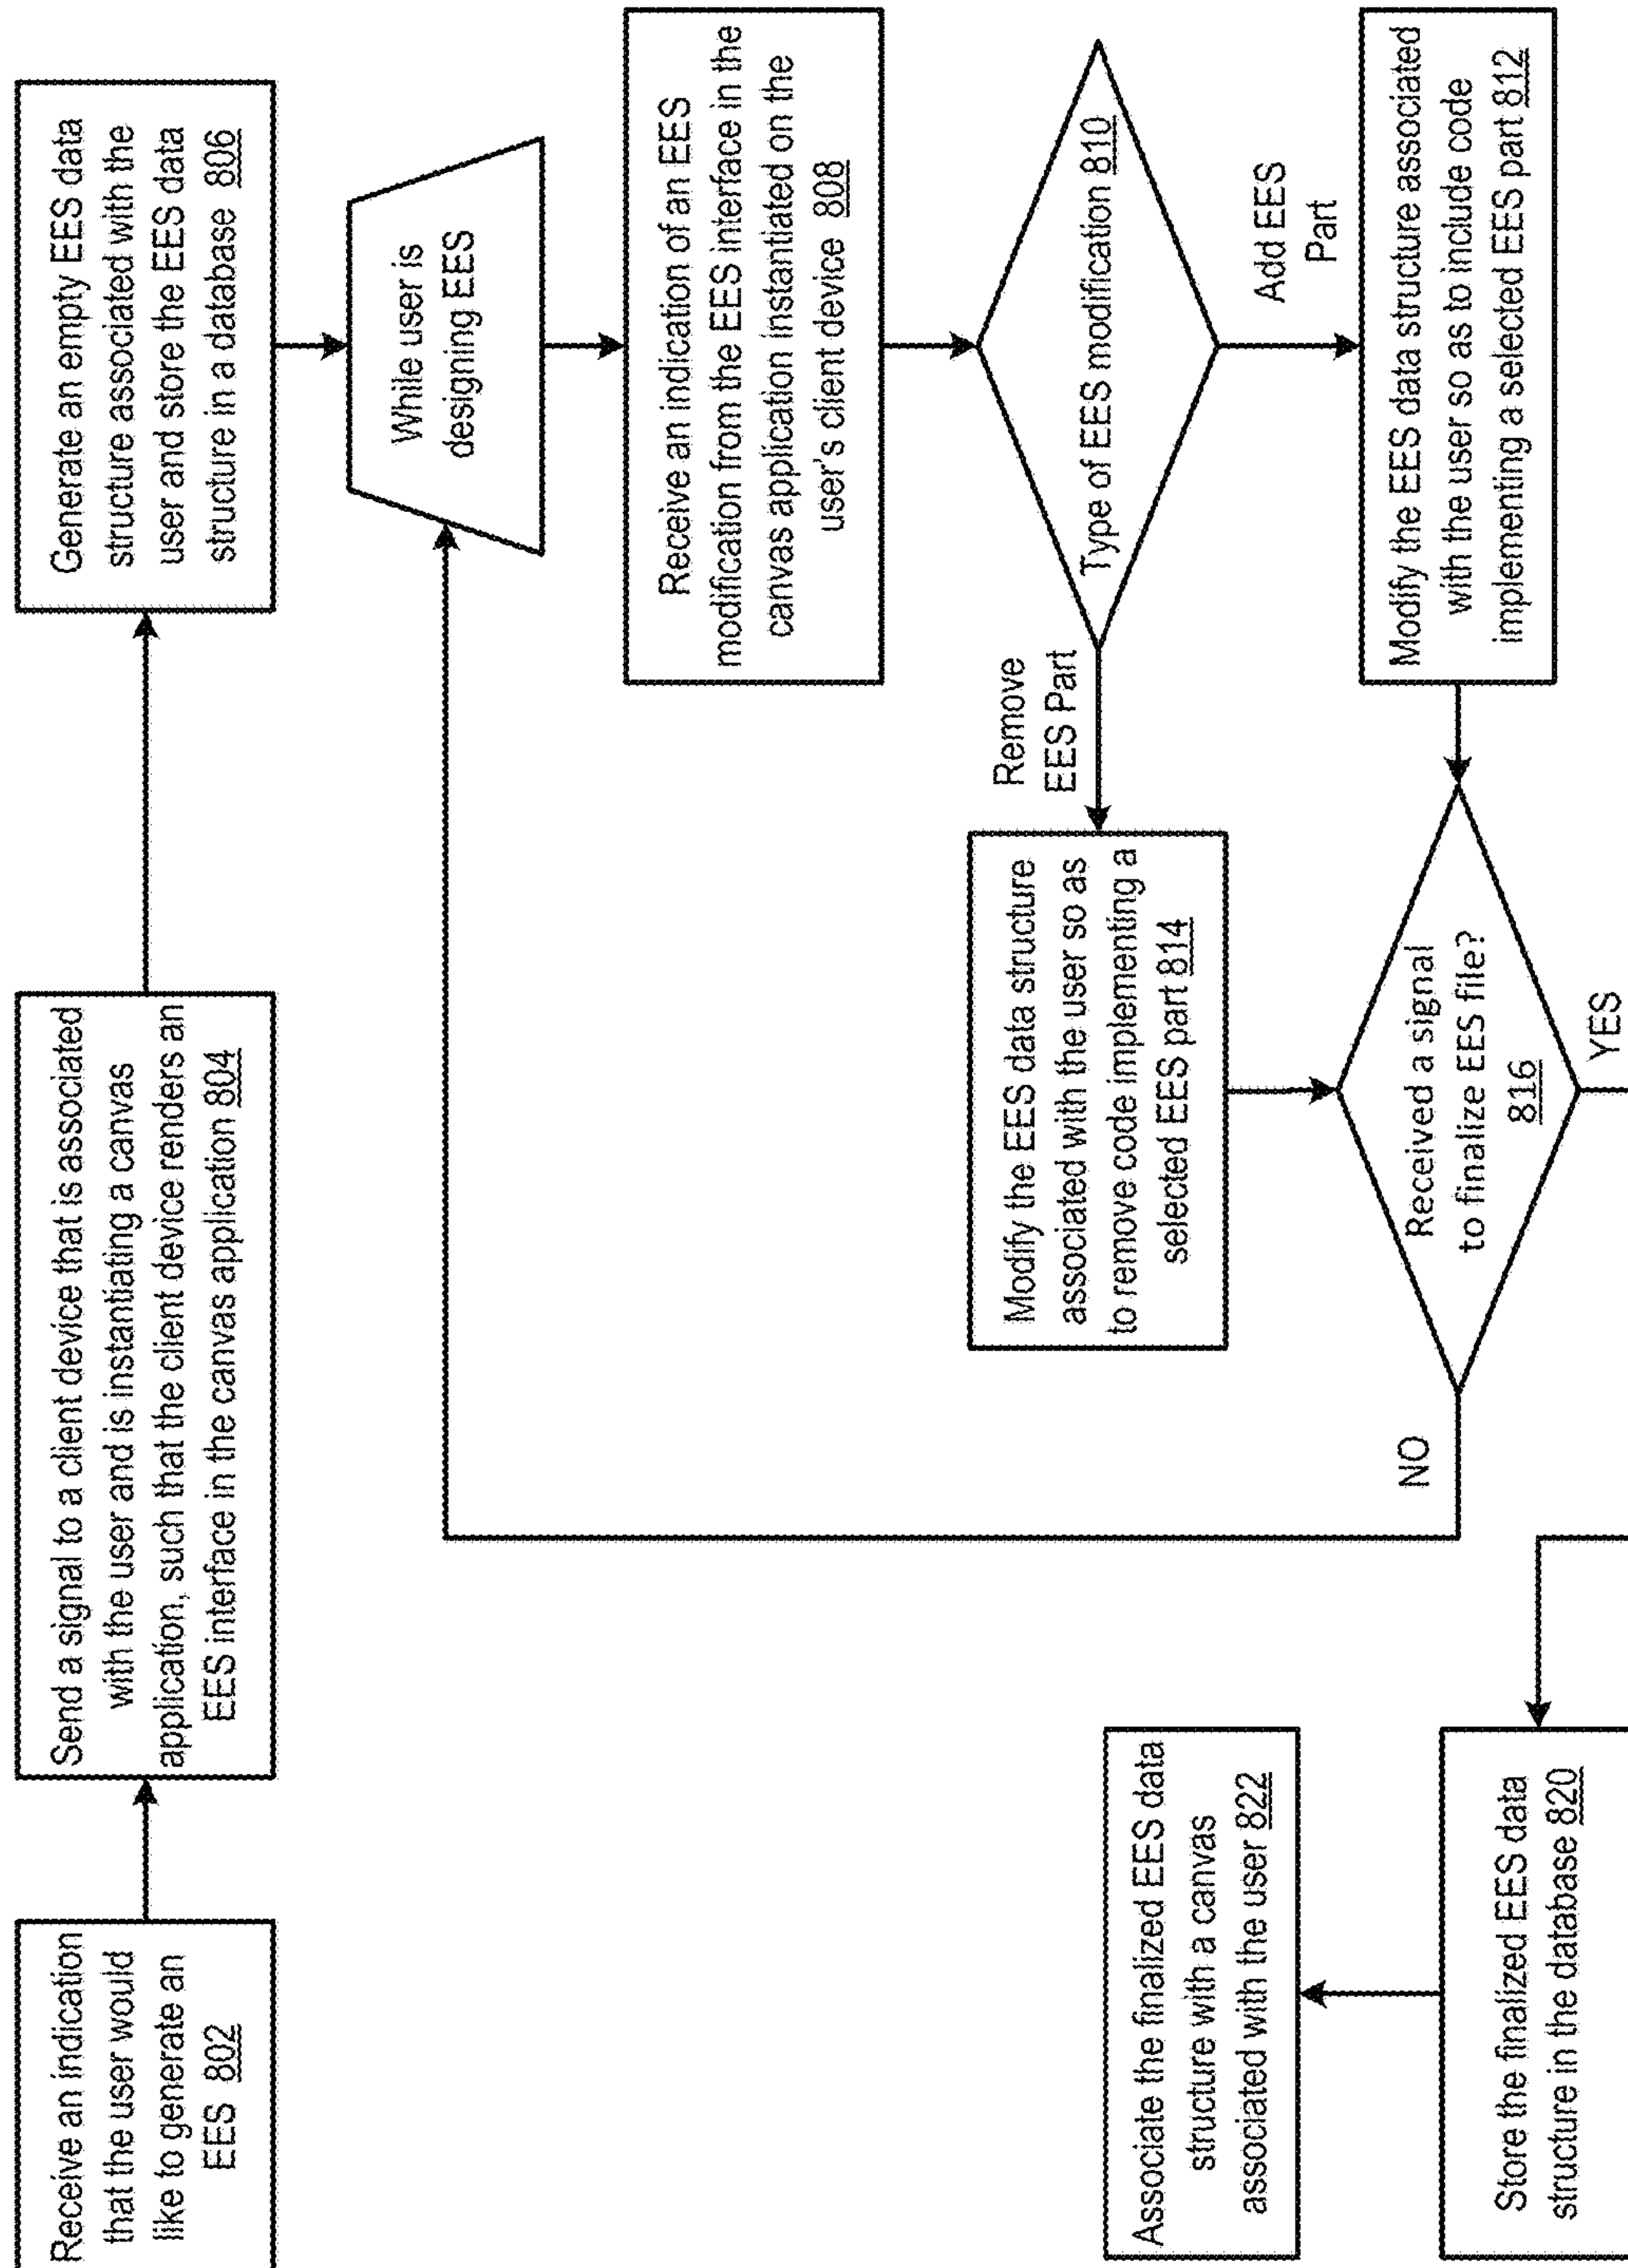 Receive an indication
that the user would
like to generate an
EES 802
Send a signal to a client device that is associated
with the user and is instantiating a canvas
application, such that the client device renders an
EES interface in the canvas application 804
Generate an empty EES data
structure associated with the
user and store the EES data
structure in a database 806
While user is
designing EES
Receive an indication of an EES
modification from the EES interface in the
canvas application instantiated on the
user's client device 808
Type of EES modification 810
Remove
EES Part
Add EES
Part
Modify the EES data structure
associated with the user so as
to remove code implementing a
selected EES part 814
Modify the EES data structure associated
with the user so as to include code
implementing a selected EES part 812
Received a signal
to finalize EES file?
816
NO
YES
Store the finalized EES data
structure in the database 820
Associate the finalized EES data
structure with a canvas
associated with the user 822